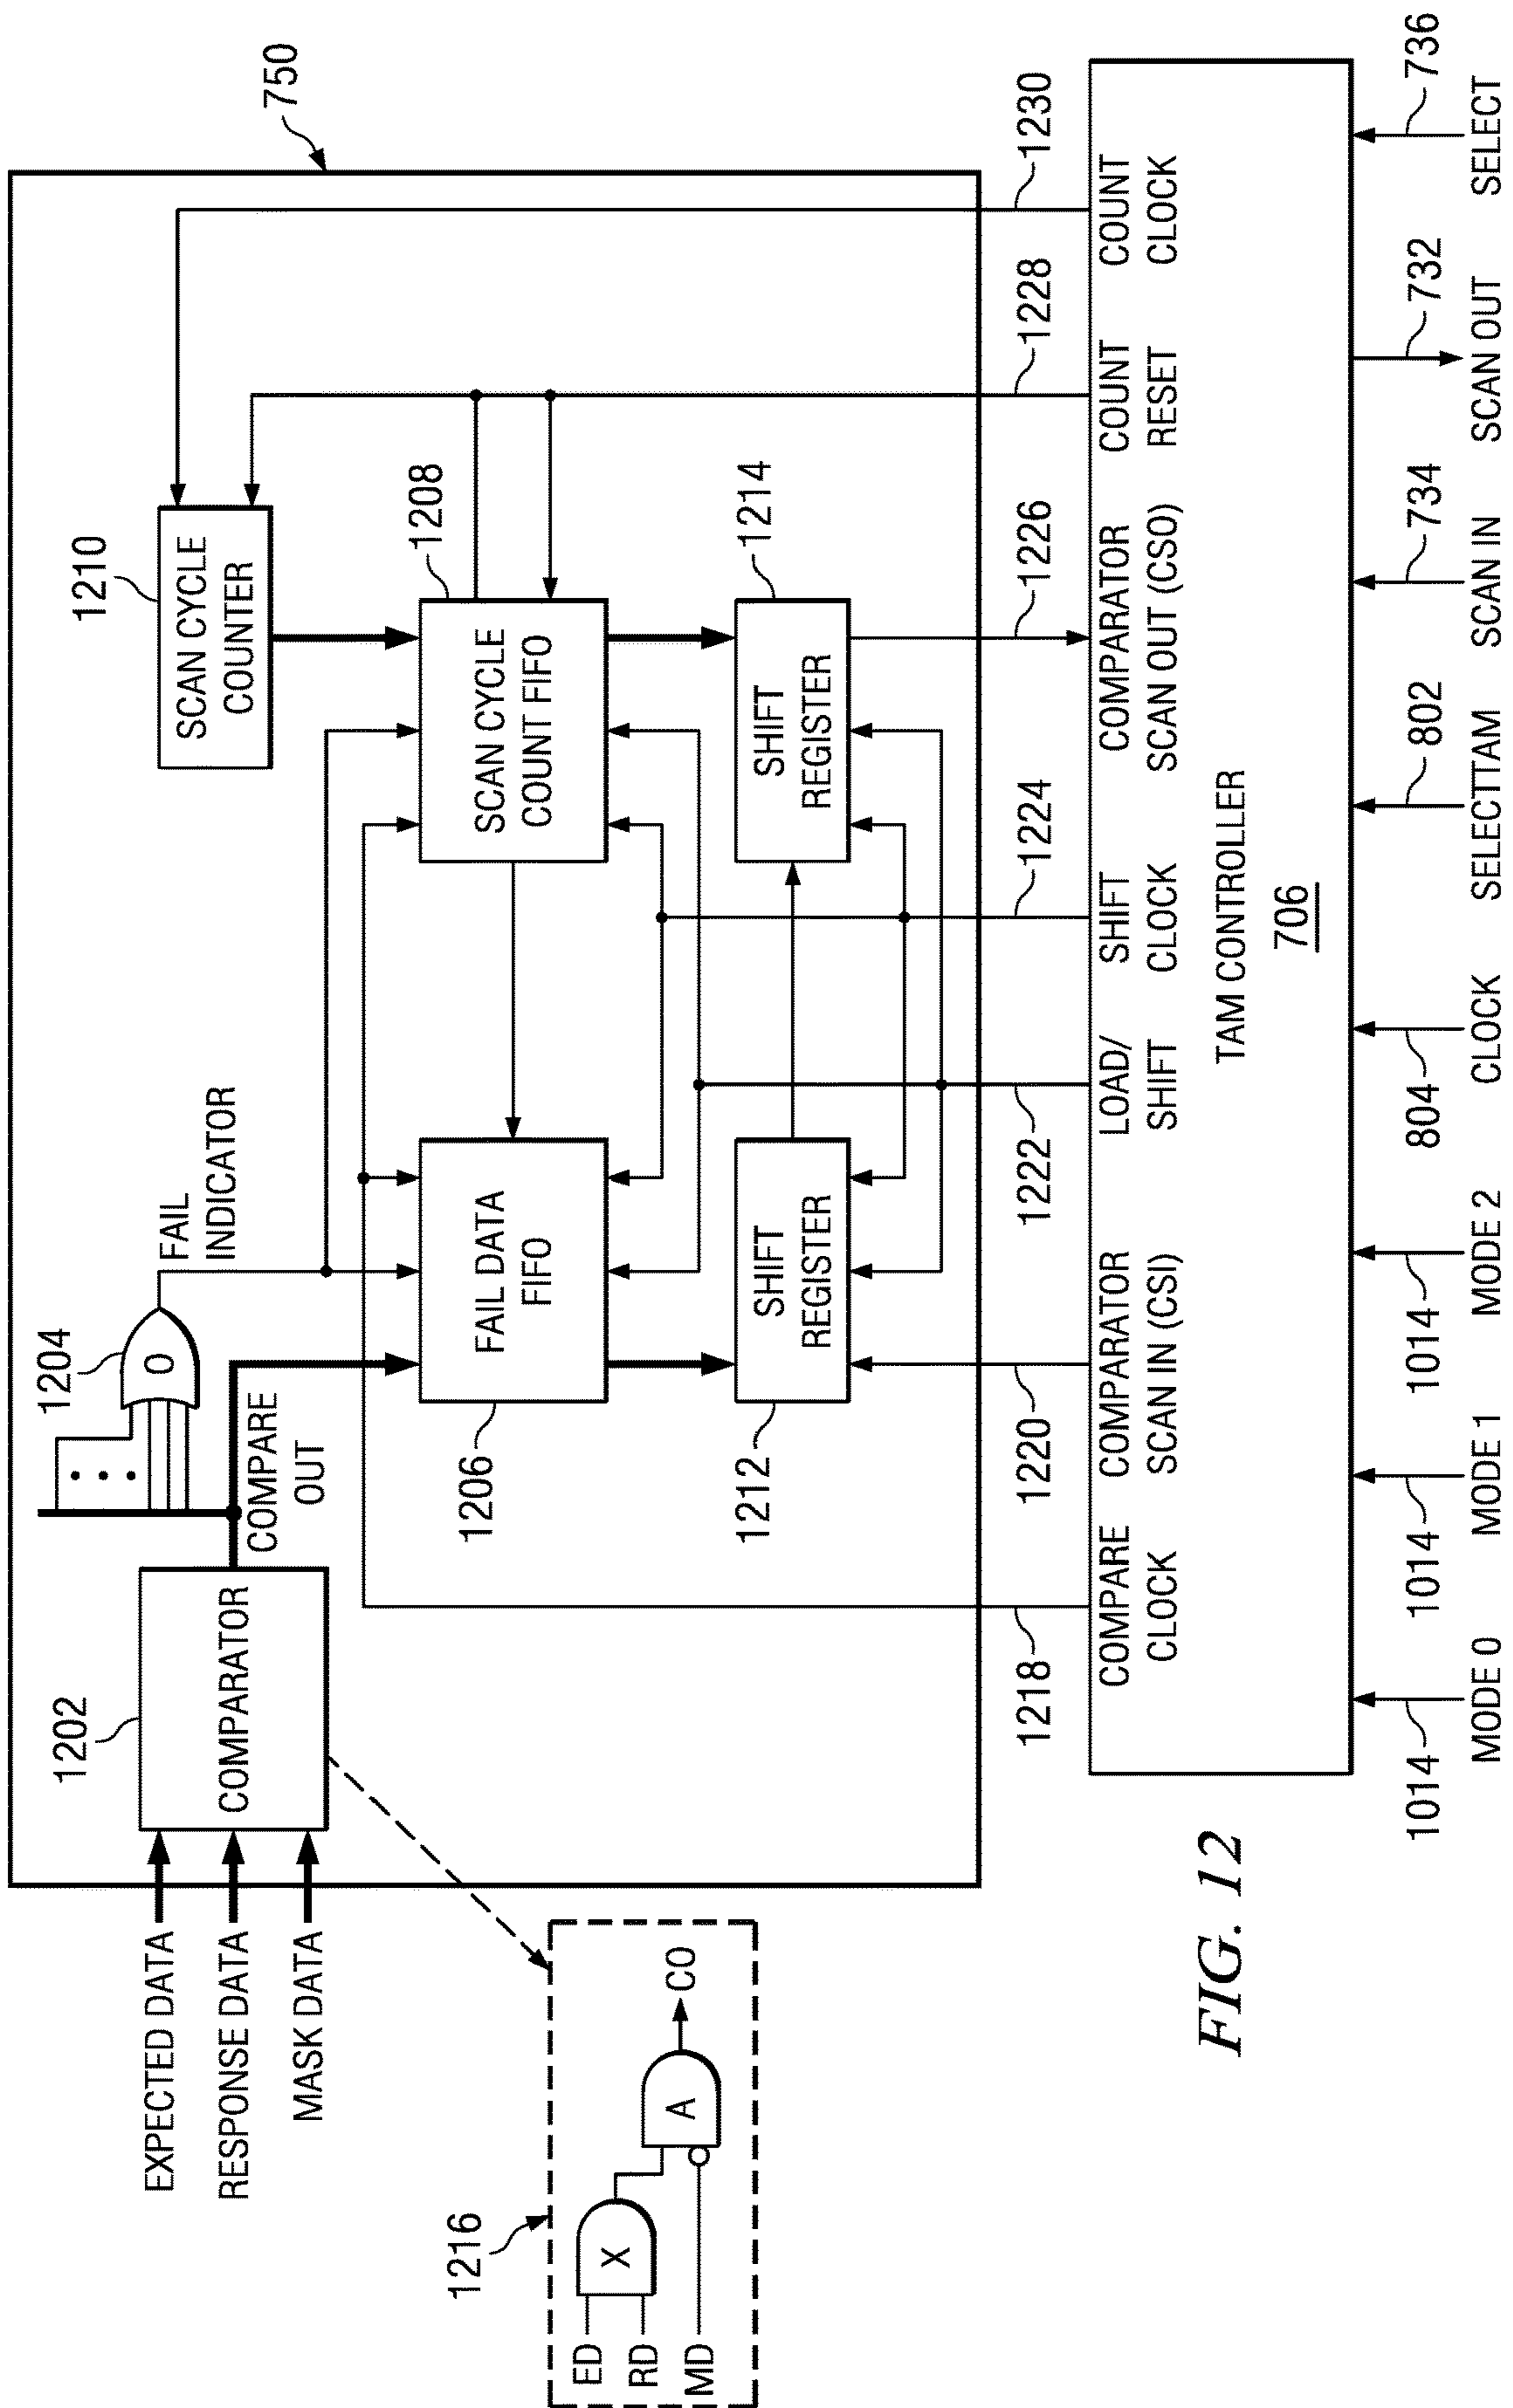 750
1202
1204
FAIL
INDICATOR
1210
EXPECTED DATA
RESPONSE DATA
MASK DATA
COMPARATOR
COMPARE
OUT
O
SCAN CYCLE
COUNTER
1206
FAIL DATA
FIFO
1208
SCAN CYCLE
COUNT FIFO
1212
SHIFT
REGISTER
1214
SHIFT
REGISTER
1216
ED
RD
MD
X
A
CO
1218
1220
1222
1224
1226
1228
1230
COMPARE
CLOCK
COMPARATOR
SCAN IN (CSI)
LOAD/
SHIFT
SHIFT
CLOCK
COMPARATOR
SCAN OUT (CSO)
COUNT
RESET
COUNT
CLOCK
TAM CONTROLLER
706
1014
1014
1014
804
802
734
732
736
MODE 0
MODE 1
MODE 2
CLOCK
SELECTTAM
SCAN IN
SCAN OUT
SELECT
FIG. 12